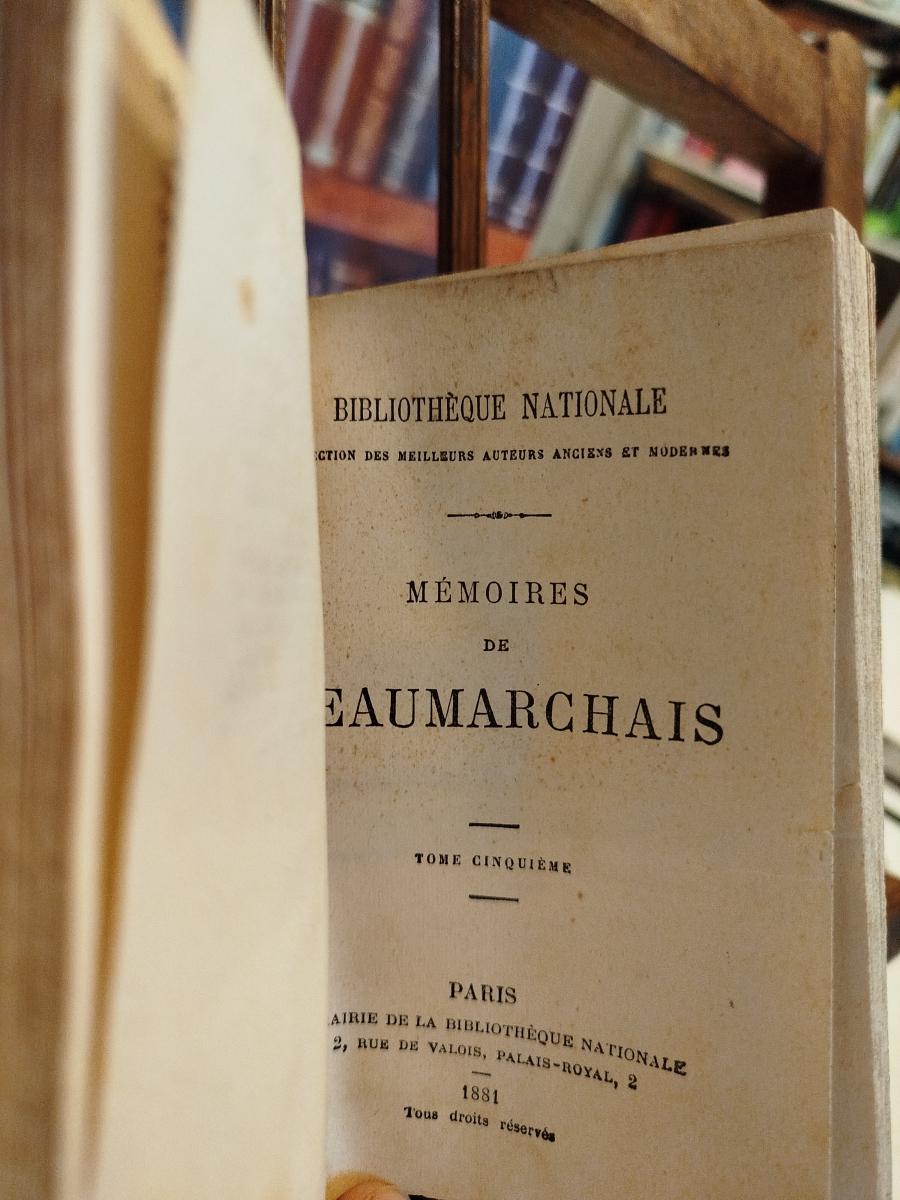 BIBLIOTHÈQUE NATIONALE
CTION DES MEILLEURS AUTEURS ANCIENS ET MODERNES
MÉMOIRES
DE
EAUMARCHAIS
TOME CINQUIÈME
PARIS
AIRIE DE LA BIBLIOTHÈQUE NATIONALE
2, RUE DE VALOIS, PALAIS-ROYAL, 2
1881
Tous droits réservés